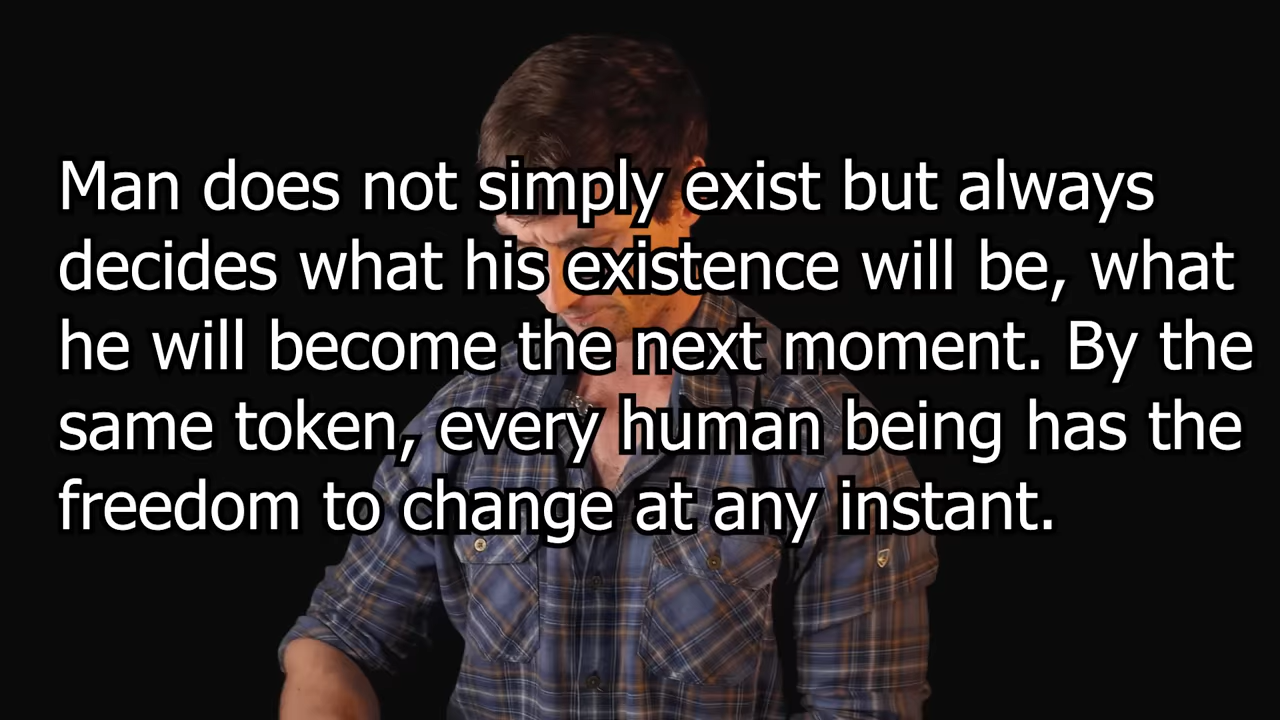 Man does not simply exist but always
decides what his existence will be, what
he will become the next moment. By the
same token, every human being has the
freedom to change at any instant.